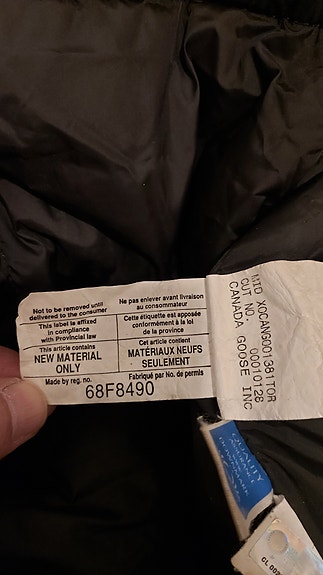 Not to be removed until
delivered to the consumer
This label is affixed
in compliance
with Provincial law
This article contains
NEW MATERIAL
ONLY
Made by reg. no.
Ne pas enlever avant livraison
au consommateur
Cette étiquette est apposée
conformément à la loi
de la province
Cet article contient
MATÉRIAUX NEUFS
SEULEMENT
Fabriqué par No. de permis
68F8490
MID XOCANGOO1381TOR
CUT NO. 00010126
CANADA GOOSE INC
QUALITY